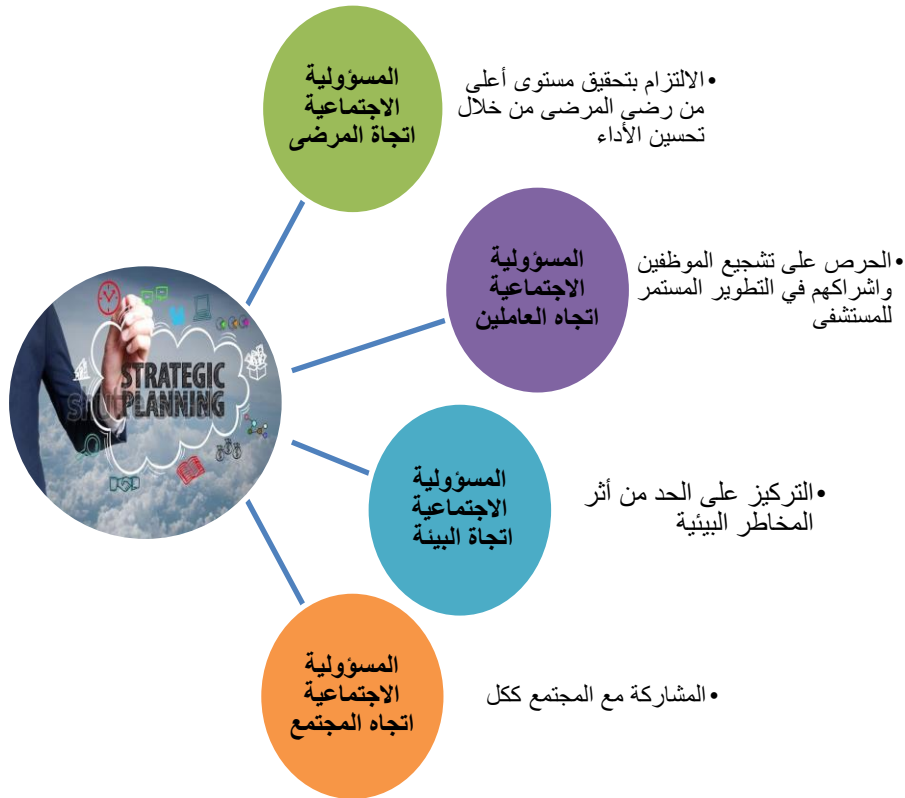 المسؤولية
الاجتماعية
اتجاة المرضى
•الالتزام بتحقيق مستوى أعلى
من رضى المرضى من خلال
تحسين الأداء
المسؤولية
الاجتماعية
اتجاه العاملين
•الحرص على تشجيع الموظفين
واشراكهم في التطوير المستمر
للمستشفى
STRATEGIC
PLANNING
المسؤولية
الاجتماعية
اتجاة البيئة
•التركيز على الحد من أثر
المخاطر البيئية
المسؤولية
الاجتماعية
اتجاه المجتمع
•المشاركة مع المجتمع ككل